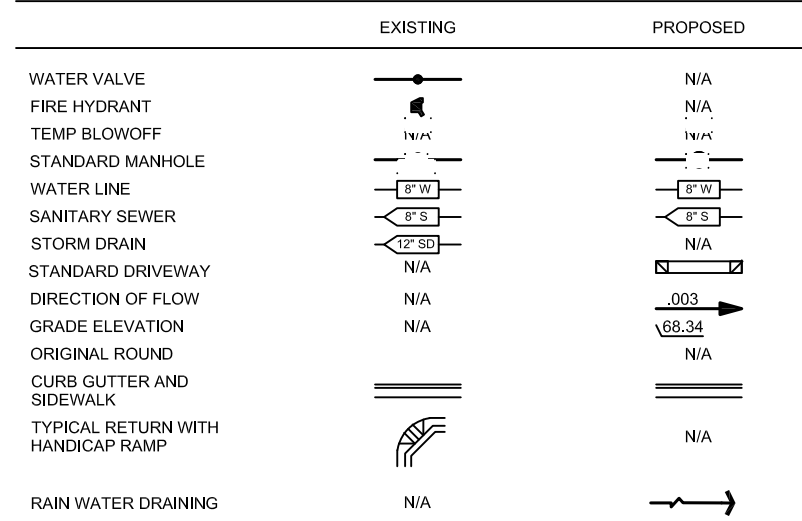 EXISTING PROPOSED
WATER VALVE N/A
FIRE HYDRANT N/A
TEMP BLOWOFF N/A N/A
STANDARD MANHOLE
WATER LINE 8" W 8" W
SANITARY SEWER 8" S 8" S
STORM DRAIN 12" SD N/A
STANDARD DRIVEWAY N/A
DIRECTION OF FLOW N/A .003
GRADE ELEVATION N/A 68.34
ORIGINAL ROUND N/A
CURB GUTTER AND
SIDEWALK
TYPICAL RETURN WITH
HANDICAP RAMP N/A
RAIN WATER DRAINING N/A